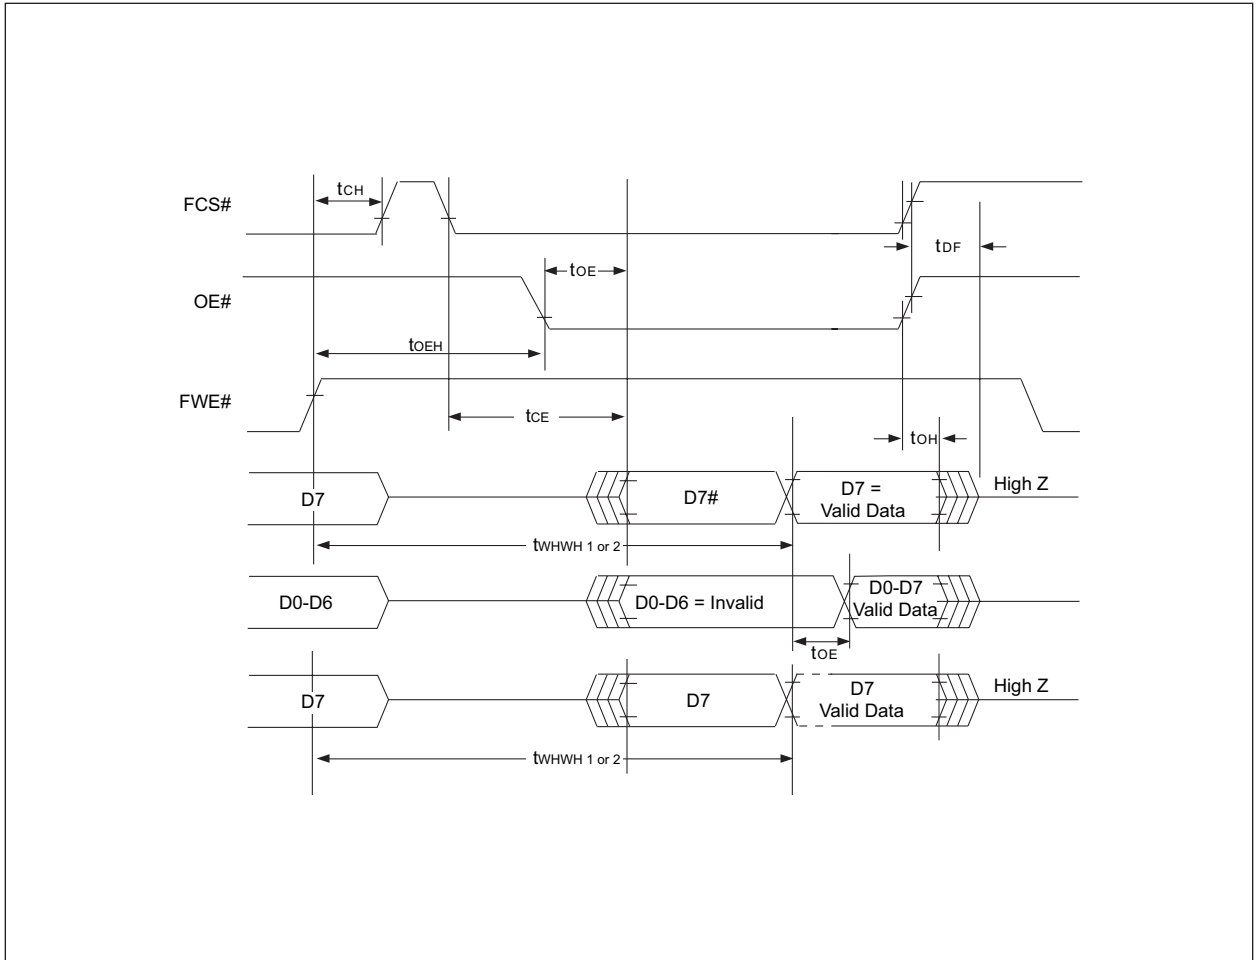 FCS#
tCH
tDF
OE#
tOE
tOEH
FWE#
tCE
tOH
D7
D7#
D7 =
Valid Data
High Z
tWHWH 1 or 2
D0-D6
D0-D6 = Invalid
D0-D7
Valid Data
tOE
D7
D7
D7
Valid Data
High Z
tWHWH 1 or 2